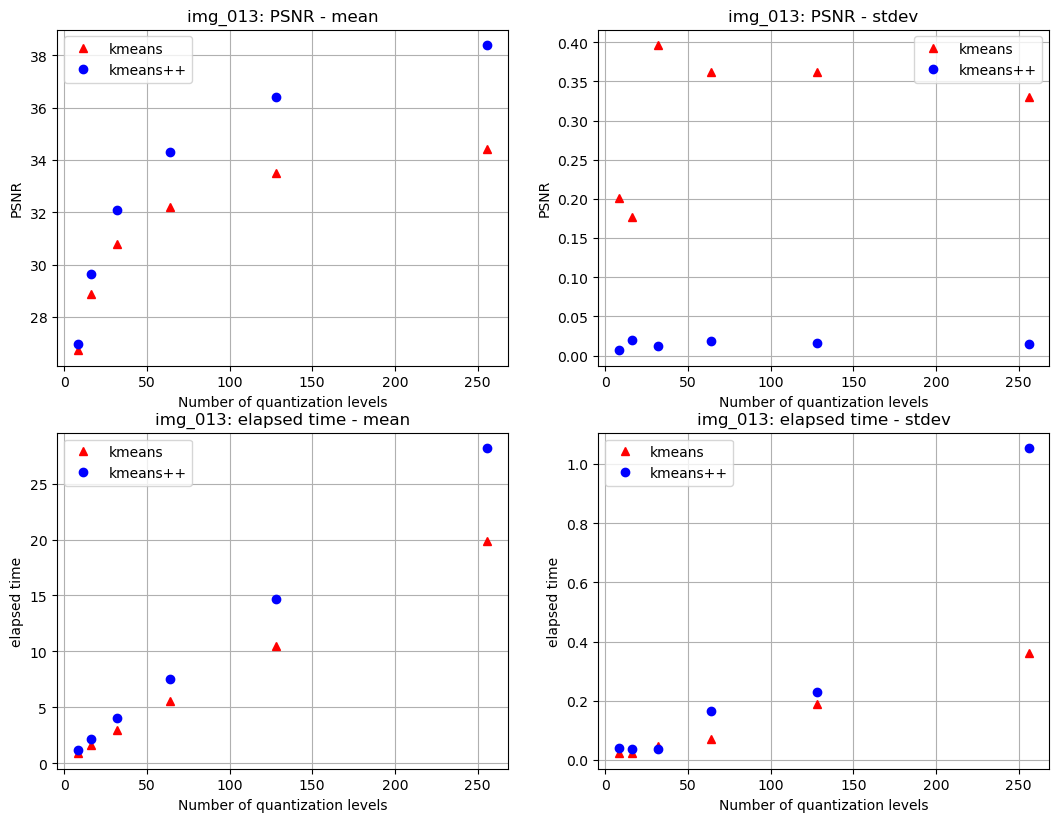 img_013: PSNR - mean
kmeans
kmeans++
PSNR
38
36
34
32
30
28
0 50 100 150 200 250
Number of quantization levels
img_013: PSNR - stdev
kmeans
kmeans++
PSNR
0.40
0.35
0.30
0.25
0.20
0.15
0.10
0.05
0.00
0 50 100 150 200 250
Number of quantization levels
img_013: elapsed time - mean
kmeans
kmeans++
elapsed time
25
20
15
10
5
0
0 50 100 150 200 250
Number of quantization levels
img_013: elapsed time - stdev
kmeans
kmeans++
elapsed time
1.0
0.8
0.6
0.4
0.2
0.0
0 50 100 150 200 250
Number of quantization levels